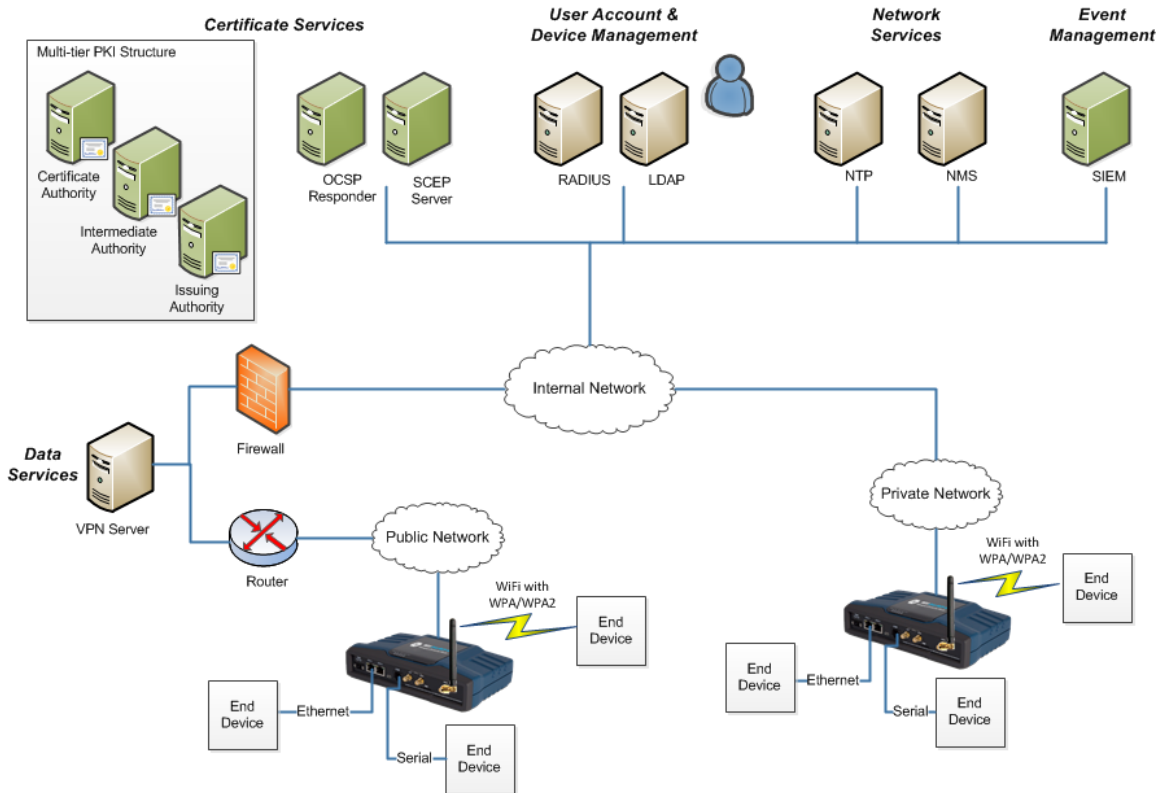 Certificate Services
User Account &
Device Management
Network
Services
Event
Management
Multi-tier PKI Structure
Certificate
Authority
Intermediate
Authority
Issuing
Authority
OCSP
Responder
SCEP
Server
RADIUS
LDAP
NTP
NMS
SIEM
Internal Network
Firewall
Data
Services
VPN Server
Router
Public Network
Private Network
WiFi with
WPA/WPA2
End
Device
WiFi with
WPA/WPA2
End
Device
End
Device
Ethernet
Serial
End
Device
End
Device
Ethernet
Serial
End
Device